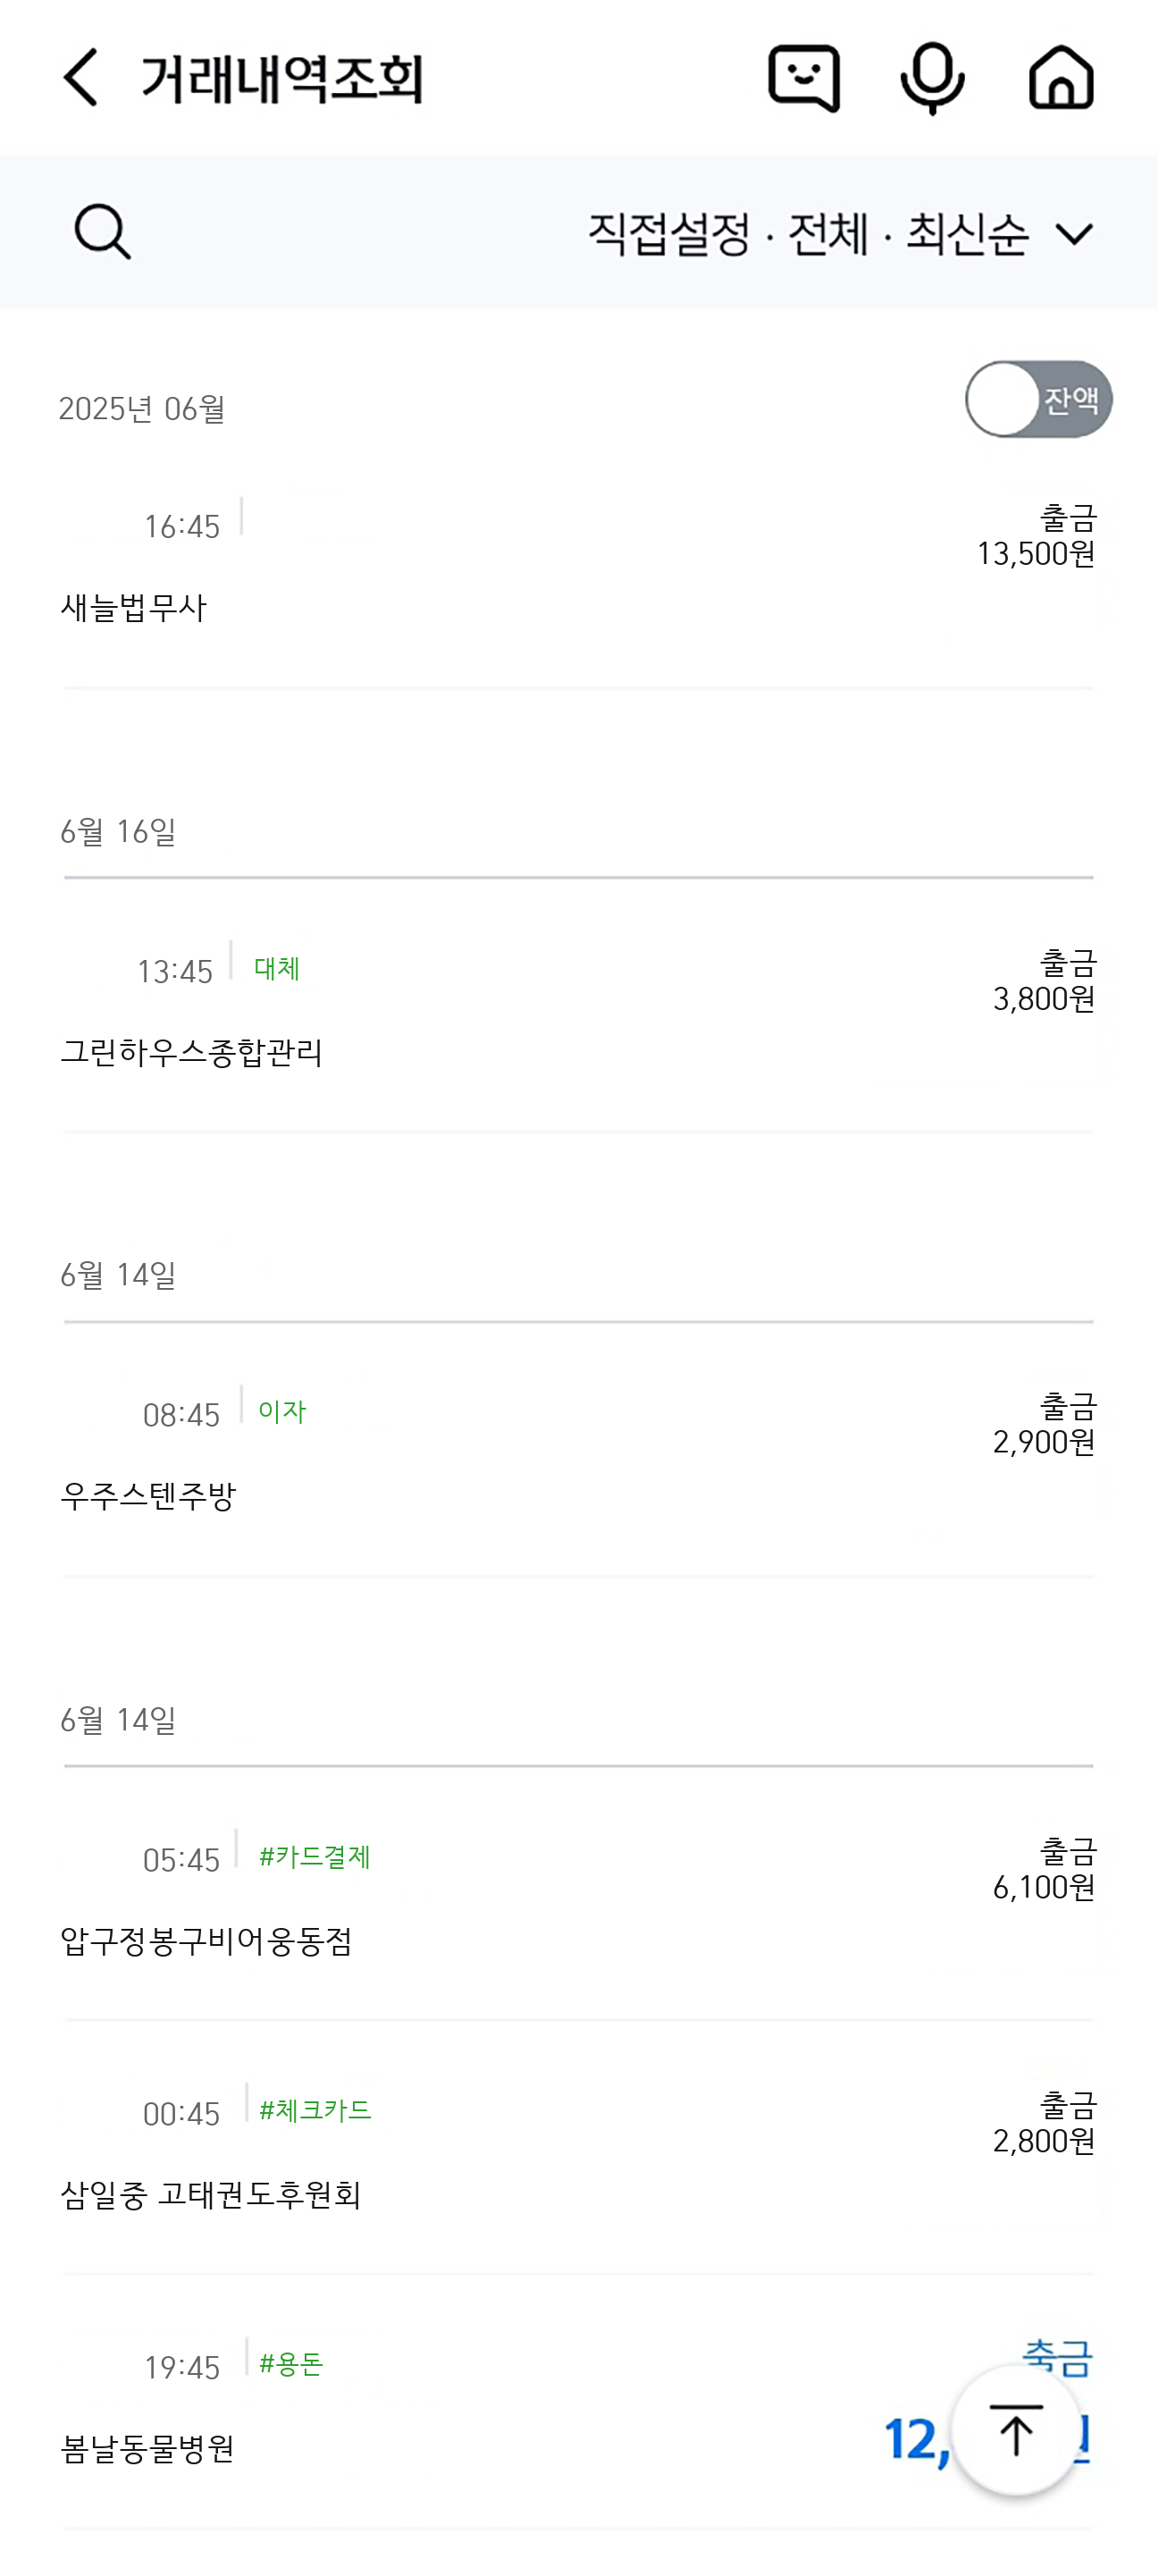 거래내역조회
직접설정 · 전체 · 최신순
2025년 06월
잔액
16:45
출금
13,500원
새늘법무사
6월 16일
13:45 대체
출금
3,800원
그린하우스종합관리
6월 14일
08:45 이자
출금
2,900원
우주스텐주방
6월 14일
05:45 #카드결제
출금
6,100원
압구정봉구비어웅동점
00:45 #체크카드
출금
2,800원
삼일중 고태권도후원회
19:45 #용돈
봄날동물병원
12,